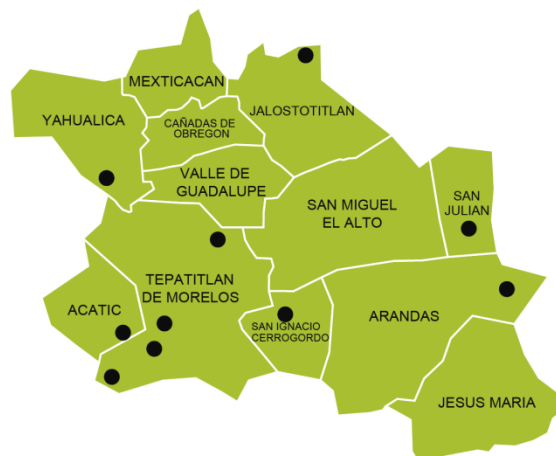 MEXTICACAN
JALOSTOTITLAN
YAHUALICA
CAÑADAS DE
OBREGON
VALLE DE
GUADALUPE
SAN MIGUEL
EL ALTO
SAN
JULIAN
TEPATITLAN
DE MORELOS
ACATIC
SAN IGNACIO
CERROGORDO
ARANDAS
JESUS MARIA